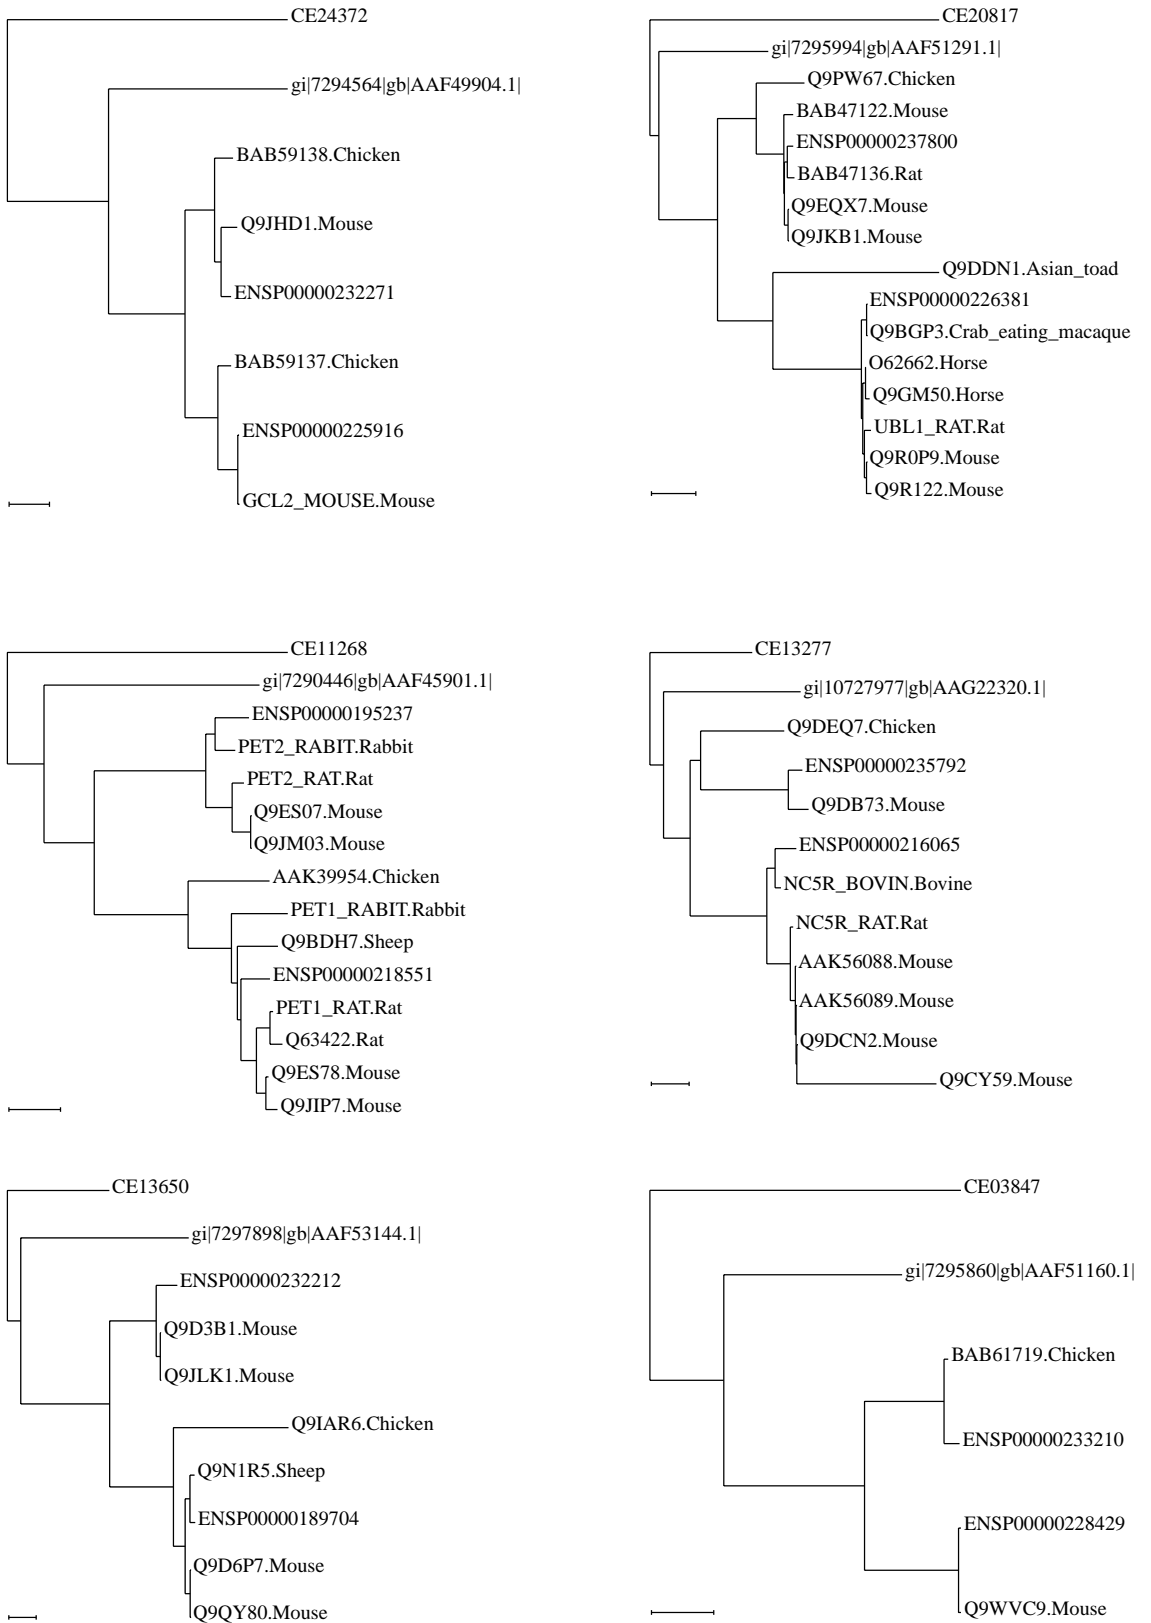 CE24372
gi|7294564|gb|AAF49904.1|
BAB59138.Chicken
Q9JHD1.Mouse
ENSP00000232271
BAB59137.Chicken
ENSP00000225916
GCL2_MOUSE.Mouse
CE20817
gi|7295994|gb|AAF51291.1|
Q9PW67.Chicken
BAB47122.Mouse
ENSP00000237800
BAB47136.Rat
Q9EQX7.Mouse
Q9JKB1.Mouse
Q9DDN1.Asian_toad
ENSP00000226381
Q9BGP3.Crab_eating_macaque
O62662.Horse
Q9GM50.Horse
UBL1_RAT.Rat
Q9R0P9.Mouse
Q9R122.Mouse
CE11268
gi|7290446|gb|AAF45901.1|
ENSP00000195237
PET2_RABIT.Rabbit
PET2_RAT.Rat
Q9ES07.Mouse
Q9JM03.Mouse
AAK39954.Chicken
PET1_RABIT.Rabbit
Q9BDH7.Sheep
ENSP00000218551
PET1_RAT.Rat
Q63422.Rat
Q9ES78.Mouse
Q9JIP7.Mouse
CE13277
gi|10727977|gb|AAG22320.1|
Q9DEQ7.Chicken
ENSP00000235792
Q9DB73.Mouse
ENSP00000216065
NC5R_BOVIN.Bovine
NC5R_RAT.Rat
AAK56088.Mouse
AAK56089.Mouse
Q9DCN2.Mouse
Q9CY59.Mouse
CE13650
gi|7297898|gb|AAF53144.1|
ENSP00000232212
Q9D3B1.Mouse
Q9JLK1.Mouse
Q9IAR6.Chicken
Q9N1R5.Sheep
ENSP00000189704
Q9D6P7.Mouse
Q9QY80.Mouse
CE03847
gi|7295860|gb|AAF51160.1|
BAB61719.Chicken
ENSP00000233210
ENSP00000228429
Q9WVC9.Mouse